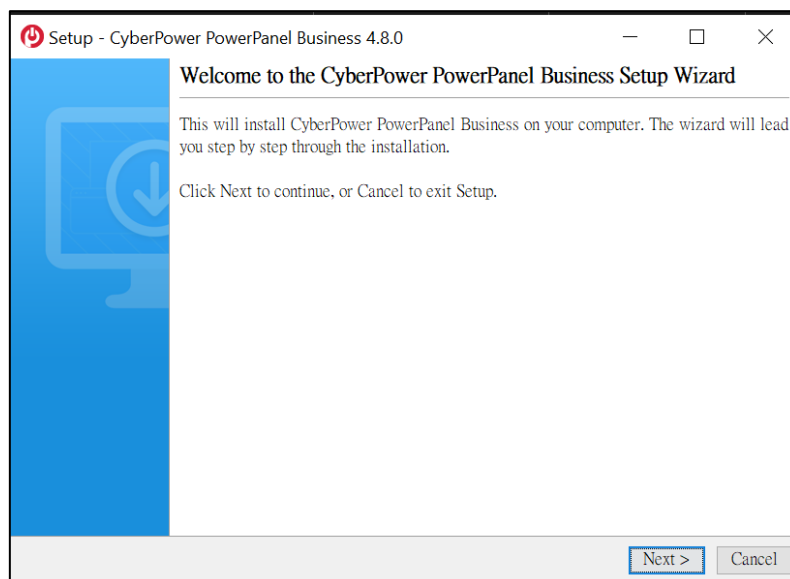 Setup - CyberPower PowerPanel Business 4.8.0
Welcome to the CyberPower PowerPanel Business Setup Wizard
This will install CyberPower PowerPanel Business on your computer. The wizard will lead
you step by step through the installation.
Click Next to continue, or Cancel to exit Setup.
Next >
Cancel